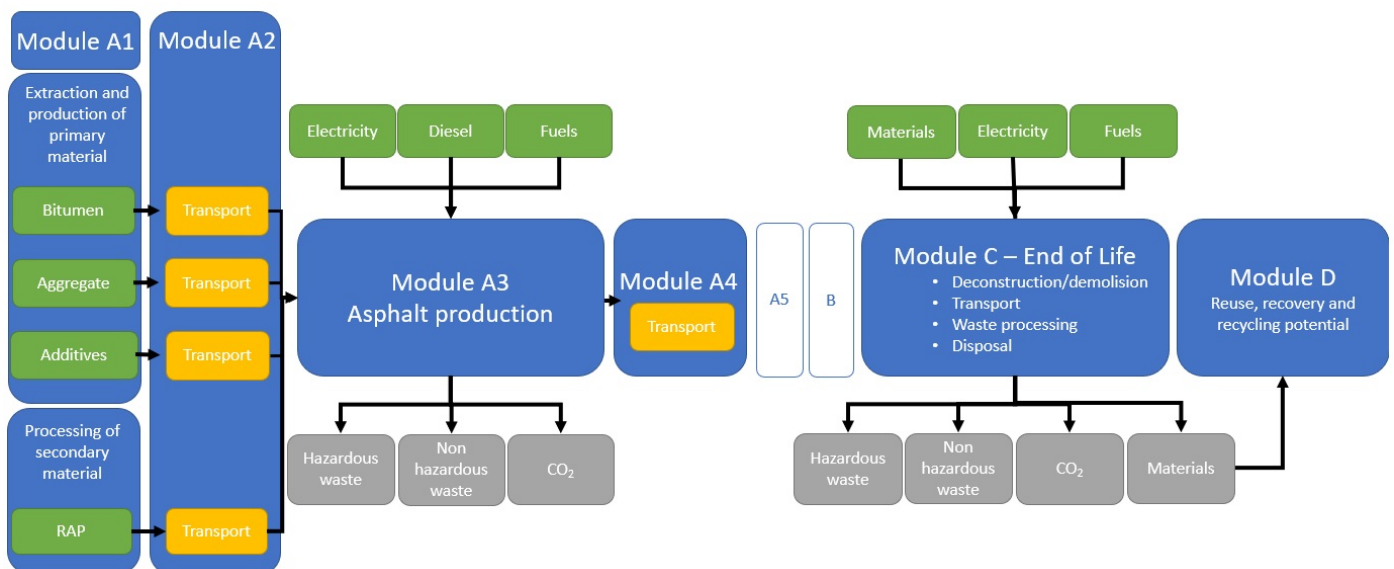 Module A1
Module A2
Extraction and
production of
primary
material
Bitumen
Transport
Aggregate
Transport
Additives
Transport
Processing of
secondary
material
RAP
Transport
Electricity
Diesel
Fuels
Module A3
Asphalt production
Hazardous
waste
Non
hazardous
waste
CO₂
Module A4
Transport
A5
B
Materials
Electricity
Fuels
Module C – End of Life
• Deconstruction/demolision
• Transport
• Waste processing
• Disposal
Hazardous
waste
Non
hazardous
waste
CO₂
Materials
Module D
Reuse, recovery and
recycling potential